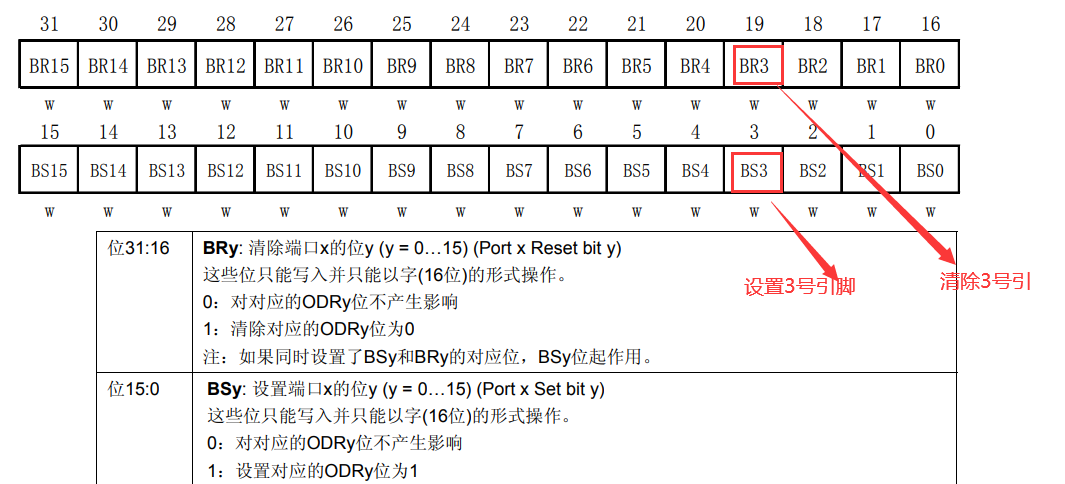 31 30 29 28 27 26 25 24 23 22 21 20 19 18 17 16
BR15 BR14 BR13 BR12 BR11 BR10 BR9 BR8 BR7 BR6 BR5 BR4 BR3 BR2 BR1 BR0
w w w w w w w w w w w w w w w w
15 14 13 12 11 10 9 8 7 6 5 4 3 2 1 0
BS15 BS14 BS13 BS12 BS11 BS10 BS9 BS8 BS7 BS6 BS5 BS4 BS3 BS2 BS1 BS0
w w w w w w w w w w w w w w w w
位31:16 BRy: 清除端口x的位y (y = 0…15) (Port x Reset bit y)
这些位只能写入并只能以字(16位)的形式操作。
0：对对应的ODRy位不产生影响
1：清除对应的ODRy位为0
注：如果同时设置了BSy和BRy的对应位，BSy位起作用。
设置3号引脚
清除3号引
位15:0 BSy: 设置端口x的位y (y = 0…15) (Port x Set bit y)
这些位只能写入并只能以字(16位)的形式操作。
0：对对应的ODRy位不产生影响
1：设置对应的ODRy位为1